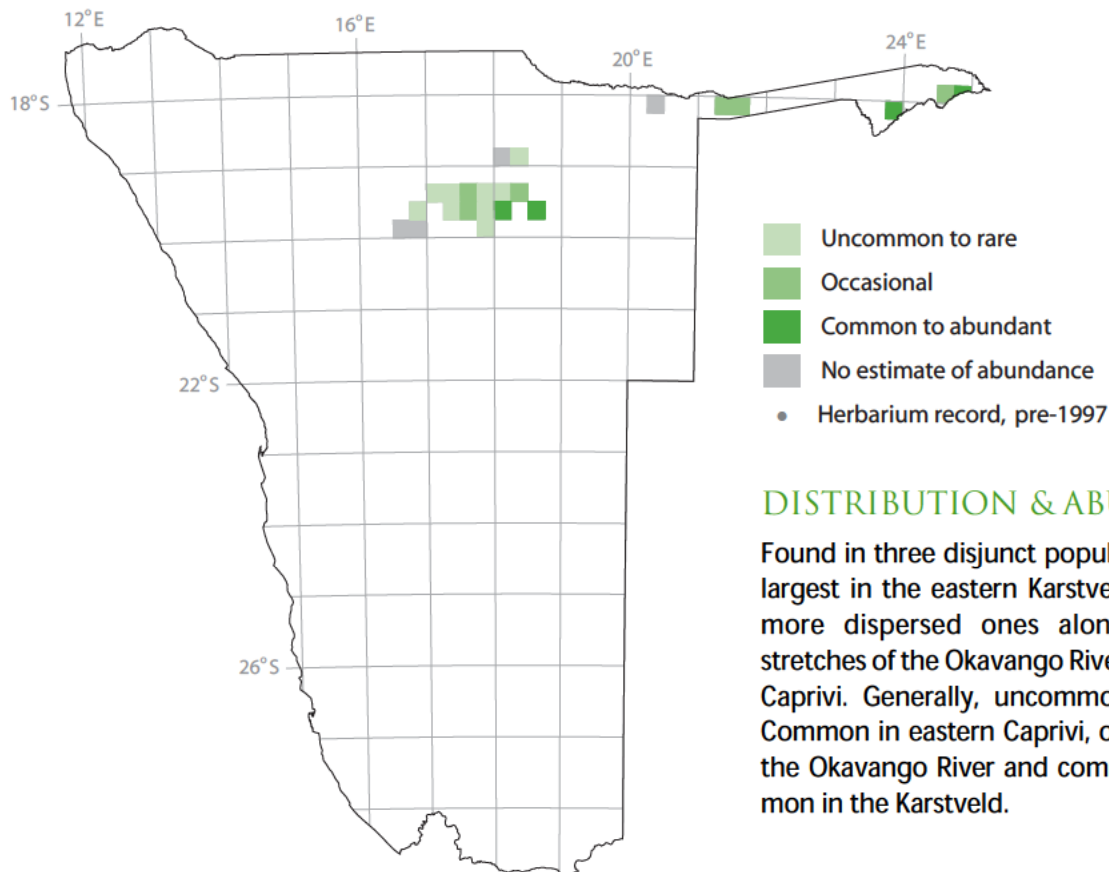 12°E
16°E
20°E
24°E
18°S
22°S
26°S
Uncommon to rare
Occasional
Common to abundant
No estimate of abundance
Herbarium record, pre-1997
DISTRIBUTION & ABU
Found in three disjunct popul
largest in the eastern Karstve
more dispersed ones alon
stretches of the Okavango Rive
Caprivi. Generally, uncommo
Common in eastern Caprivi, o
the Okavango River and com
mon in the Karstveld.